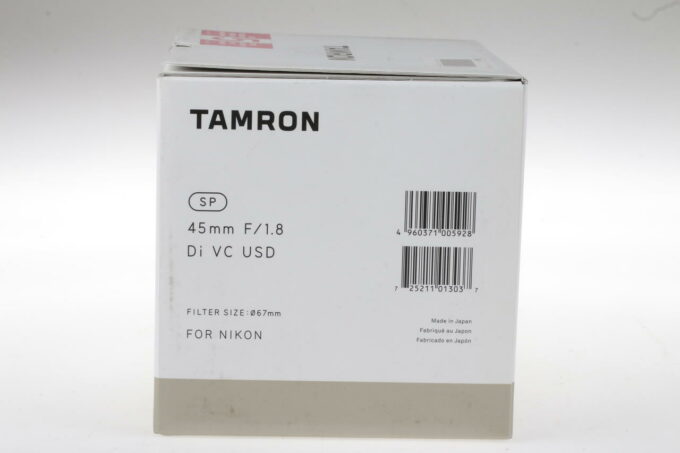 TAMRON
SP
45mm F/1.8
Di VC USD
4 960371 005928
7 25211 01303 7
FILTER SIZE:Ø67mm
FOR NIKON
Made in Japan
Fabriqué au Japon
Fabricado en Japón